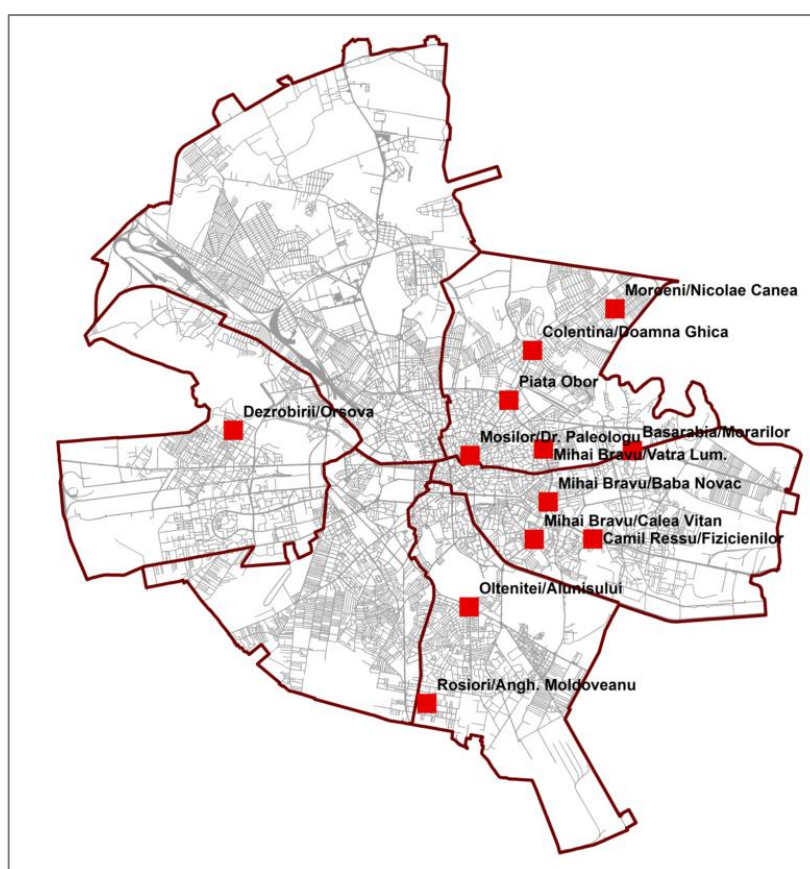 Moroeni/Nicolae Canea
Colentina/Doamna Ghica
Piata Obor
Dezrobirii/Orsova
Basarabia/Morarilor
Mosilor/Dr. Paleologu
Mihai Bravu/Vatra Lum.
Mihai Bravu/Baba Novac
Mihai Bravu/Calea Vitan
Camil Ressu/Fizicienilor
Oltenitei/Alunisului
Rosiori/Angh. Moldoveanu